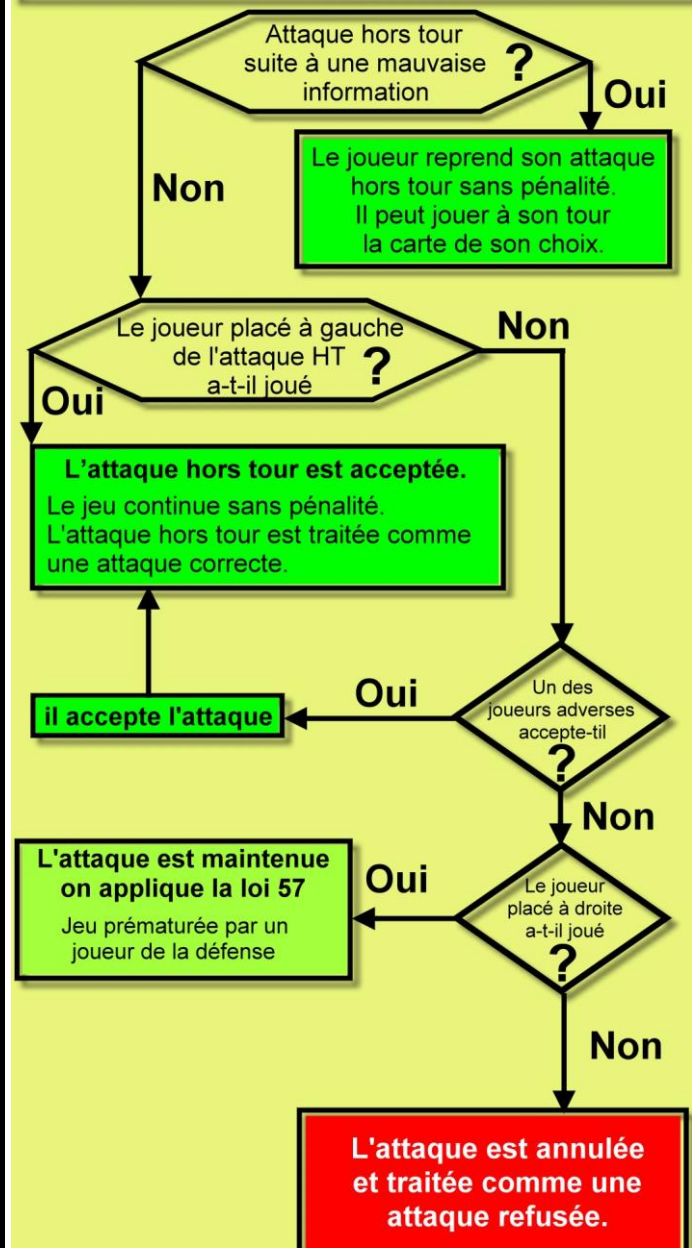 Attaque hors tour
suite à une mauvaise
information
?
Oui
Non
Le joueur reprend son attaque
hors tour sans pénalité.
Il peut jouer à son tour
la carte de son choix.
Le joueur placé à gauche
de l'attaque HT
a-t-il joué
?
Non
Oui
L'attaque hors tour est acceptée.
Le jeu continue sans pénalité.
L'attaque hors tour est traitée comme
une attaque correcte.
Un des
joueurs adverses
accepte-til
?
Oui
il accepte l'attaque
Non
Le joueur
placé à droite
a-t-il joué
?
Oui
L'attaque est maintenue
on applique la loi 57
Jeu prématurée par un
joueur de la défense
Non
L'attaque est annulée
et traitée comme une
attaque refusée.